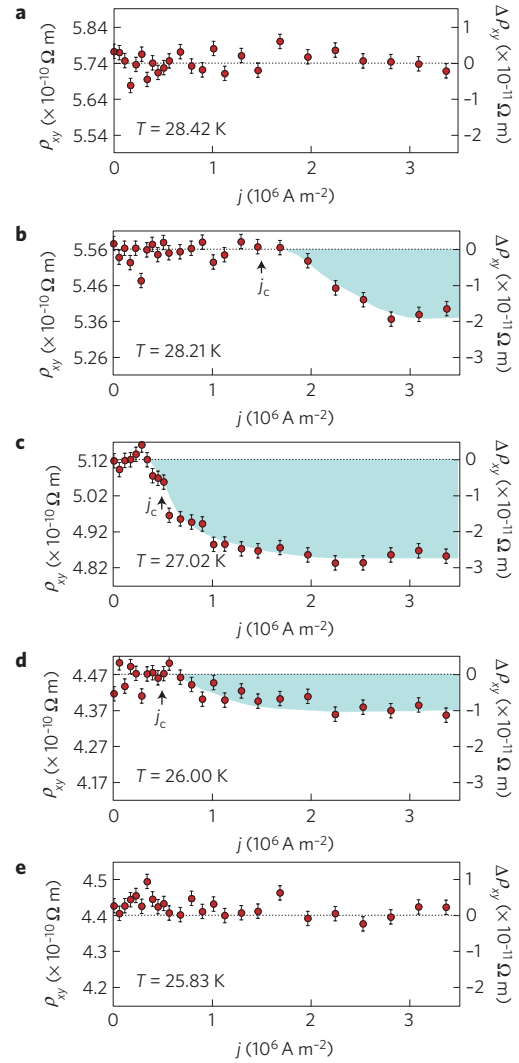 a
5.84
5.74
5.64
5.54
ρxy (×10⁻¹⁰ Ω m)
1
0
−1
−2
Δρxy (×10⁻¹¹ Ω m)
T = 28.42 K
0 1 2 3
j (10⁶ A m⁻²)
b
5.56
5.46
5.36
5.26
ρxy (×10⁻¹⁰ Ω m)
0
−1
−2
−3
Δρxy (×10⁻¹¹ Ω m)
jc
T = 28.21 K
0 1 2 3
j (10⁶ A m⁻²)
c
5.12
5.02
4.92
4.82
ρxy (×10⁻¹⁰ Ω m)
0
−1
−2
−3
Δρxy (×10⁻¹¹ Ω m)
jc
T = 27.02 K
0 1 2 3
j (10⁶ A m⁻²)
d
4.47
4.37
4.27
4.17
ρxy (×10⁻¹⁰ Ω m)
0
−1
−2
−3
Δρxy (×10⁻¹¹ Ω m)
jc
T = 26.00 K
0 1 2 3
j (10⁶ A m⁻²)
e
4.5
4.4
4.3
4.2
ρxy (×10⁻¹⁰ Ω m)
1
0
−1
−2
Δρxy (×10⁻¹¹ Ω m)
T = 25.83 K
0 1 2 3
j (10⁶ A m⁻²)